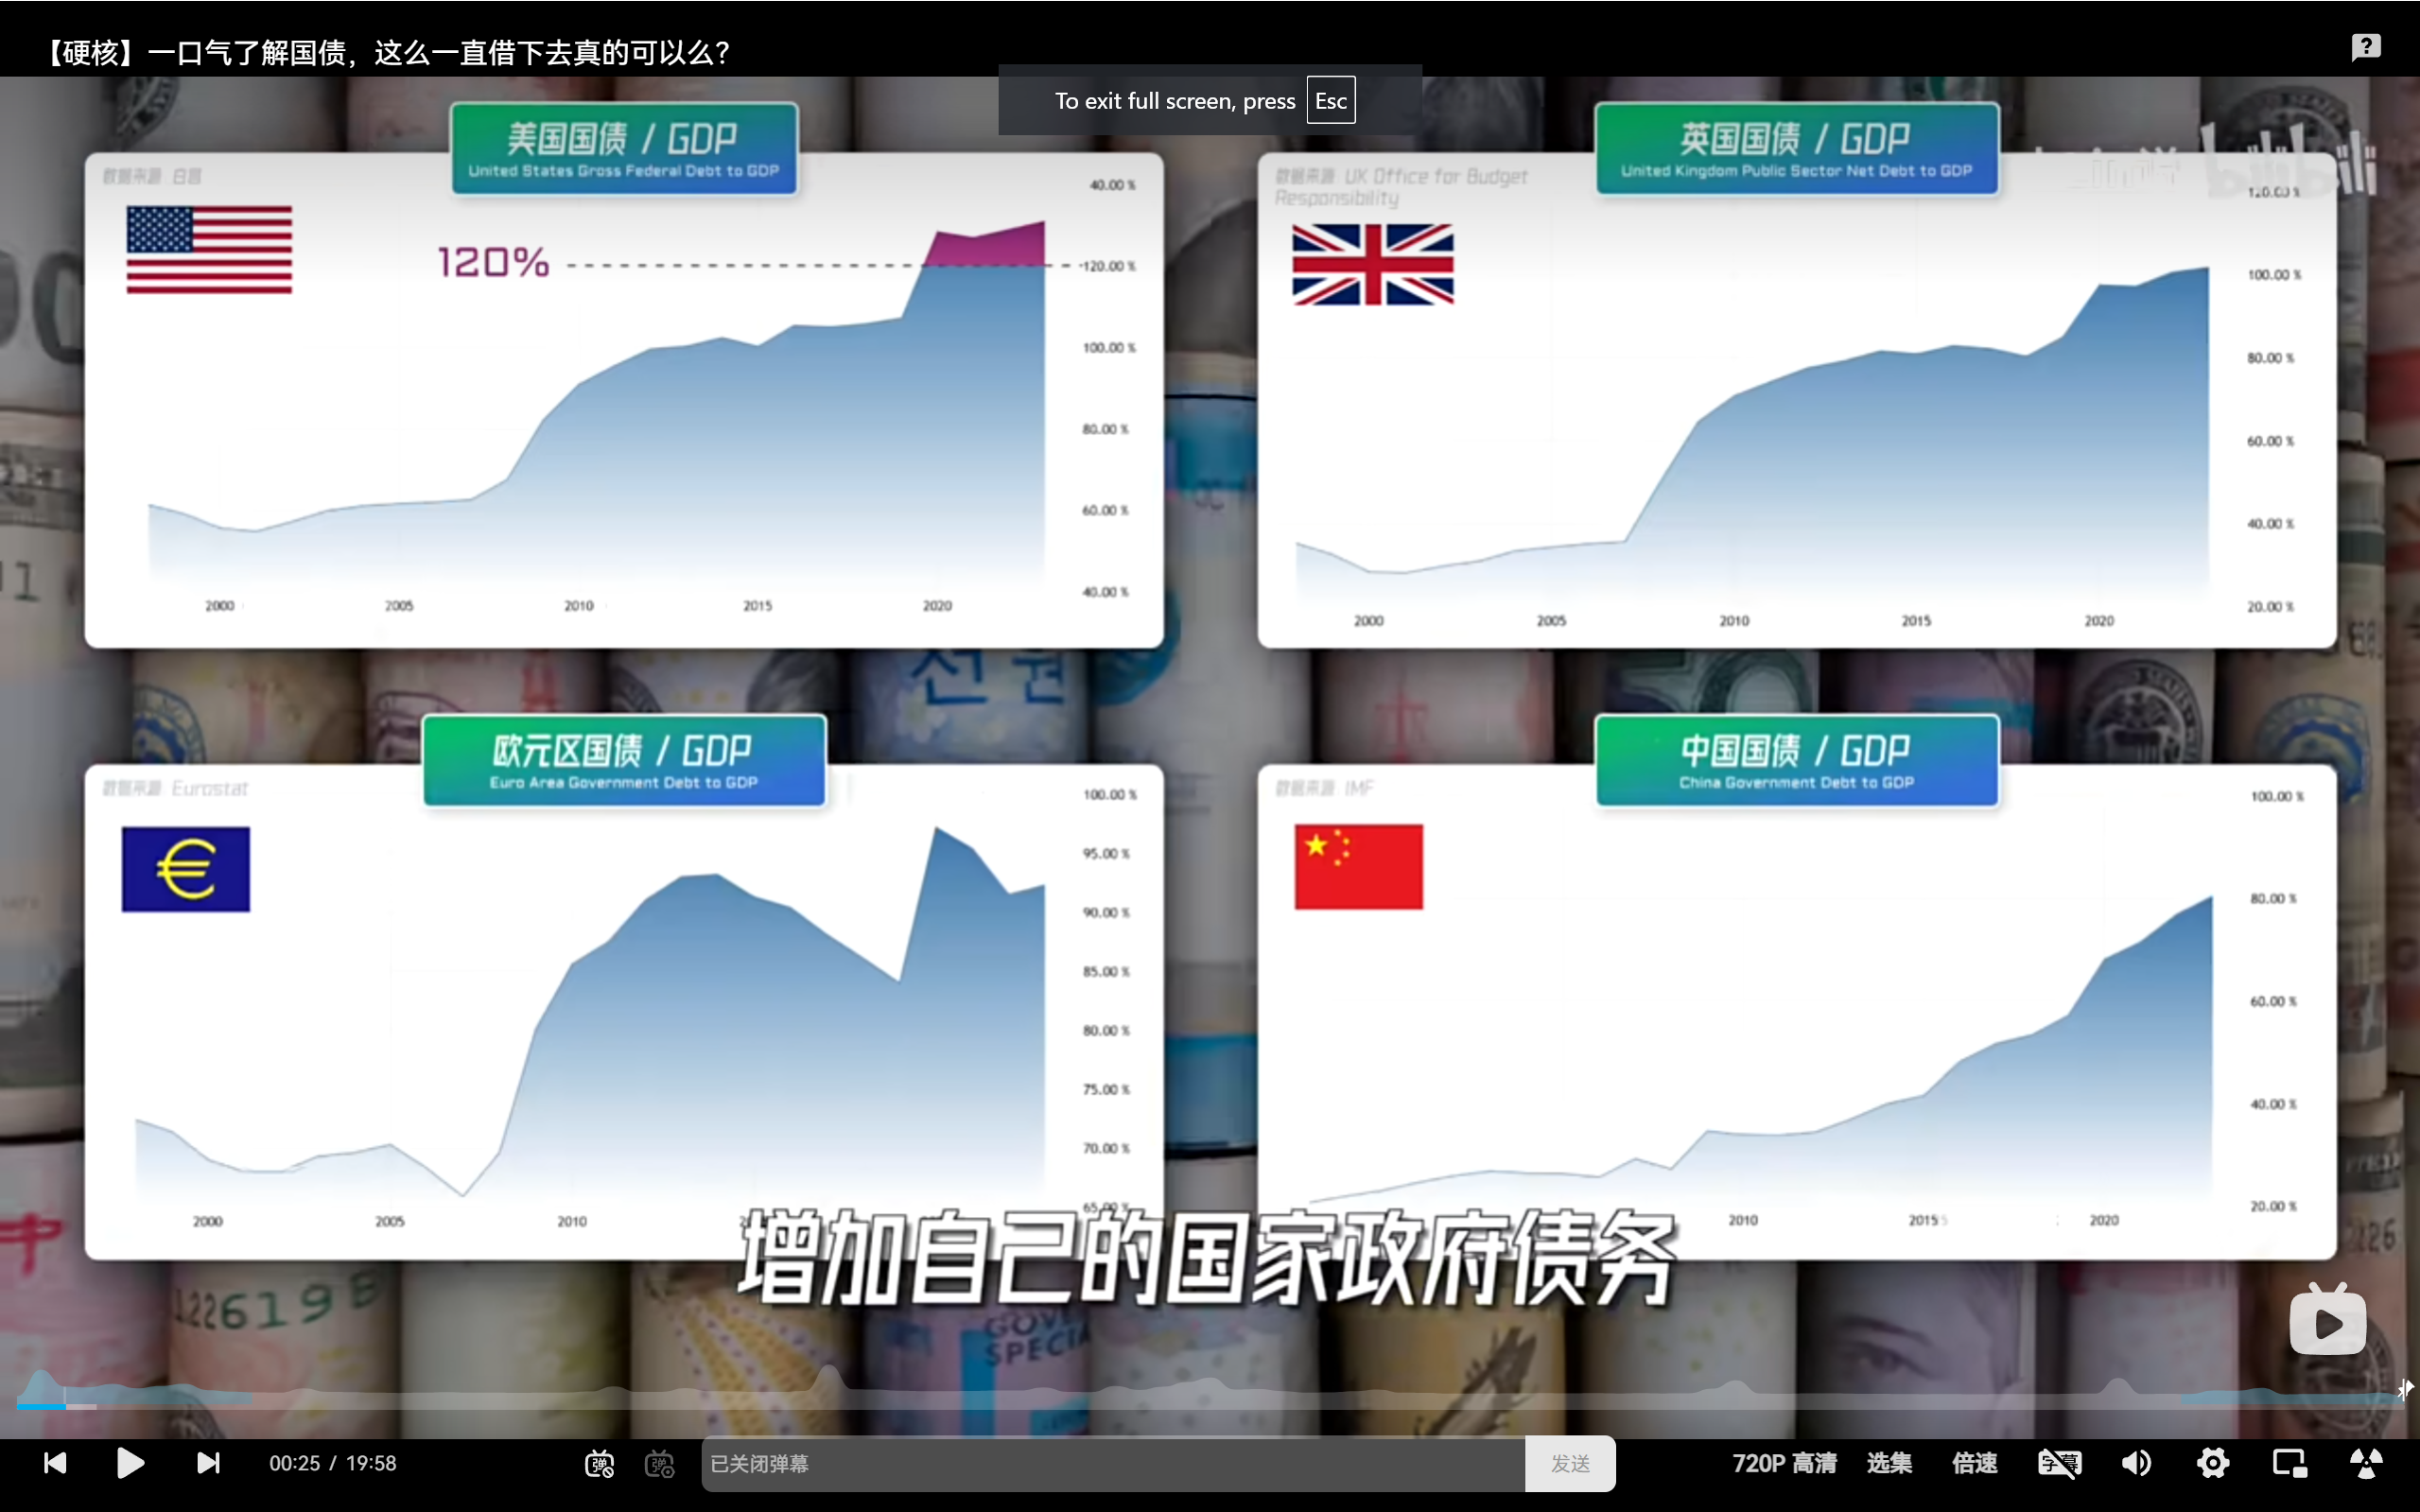 【硬核】一口气了解国债，这么一直借下去真的可以么？
To exit full screen, press Esc
美国国债 / GDP
United States Gross Federal Debt to GDP
数据来源: 白宫
120%
40.00 %
120.00 %
100.00 %
80.00 %
60.00 %
40.00 %
2000
2005
2010
2015
2020
英国国债 / GDP
United Kingdom Public Sector Net Debt to GDP
数据来源: UK Office for Budget
Responsibility
bilibili
120.00 %
100.00 %
80.00 %
60.00 %
40.00 %
20.00 %
2000
2005
2010
2015
2020
전 원
欧元区国债 / GDP
Euro Area Government Debt to GDP
数据来源: Eurostat
€
100.00 %
95.00 %
90.00 %
85.00 %
80.00 %
75.00 %
70.00 %
2000
2005
2010
中国国债 / GDP
China Government Debt to GDP
数据来源: IMF
100.00 %
80.00 %
60.00 %
40.00 %
20.00 %
2010
2015
2020
增加自己的国家政府债务
中
22619
GOV
SPECIA
00:25 / 19:58
弹
弹
已关闭弹幕
发送
720P 高清
选集
倍速
字幕